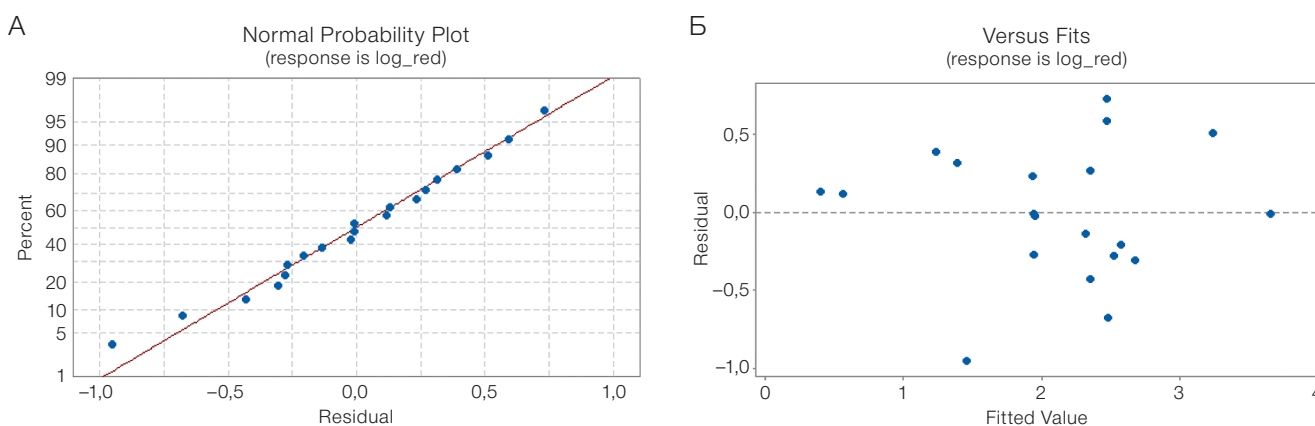 А
Normal Probability Plot
(response is log_red)
99
95
90
80
60
40
20
10
5
1
Percent
−1,0
−0,5
0,0
0,5
1,0
Residual
Б
Versus Fits
(response is log_red)
0,5
0,0
−0,5
−1,0
Residual
0
1
2
3
4
Fitted Value